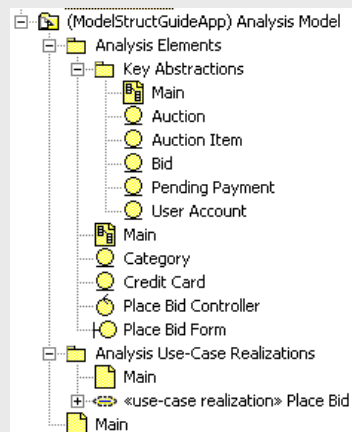 (ModelStructGuideApp) Analysis Model
Analysis Elements
Key Abstractions
Main
Auction
Auction Item
Bid
Pending Payment
User Account
Main
Category
Credit Card
Place Bid Controller
Place Bid Form
Analysis Use-Case Realizations
Main
«use-case realization» Place Bid
Main